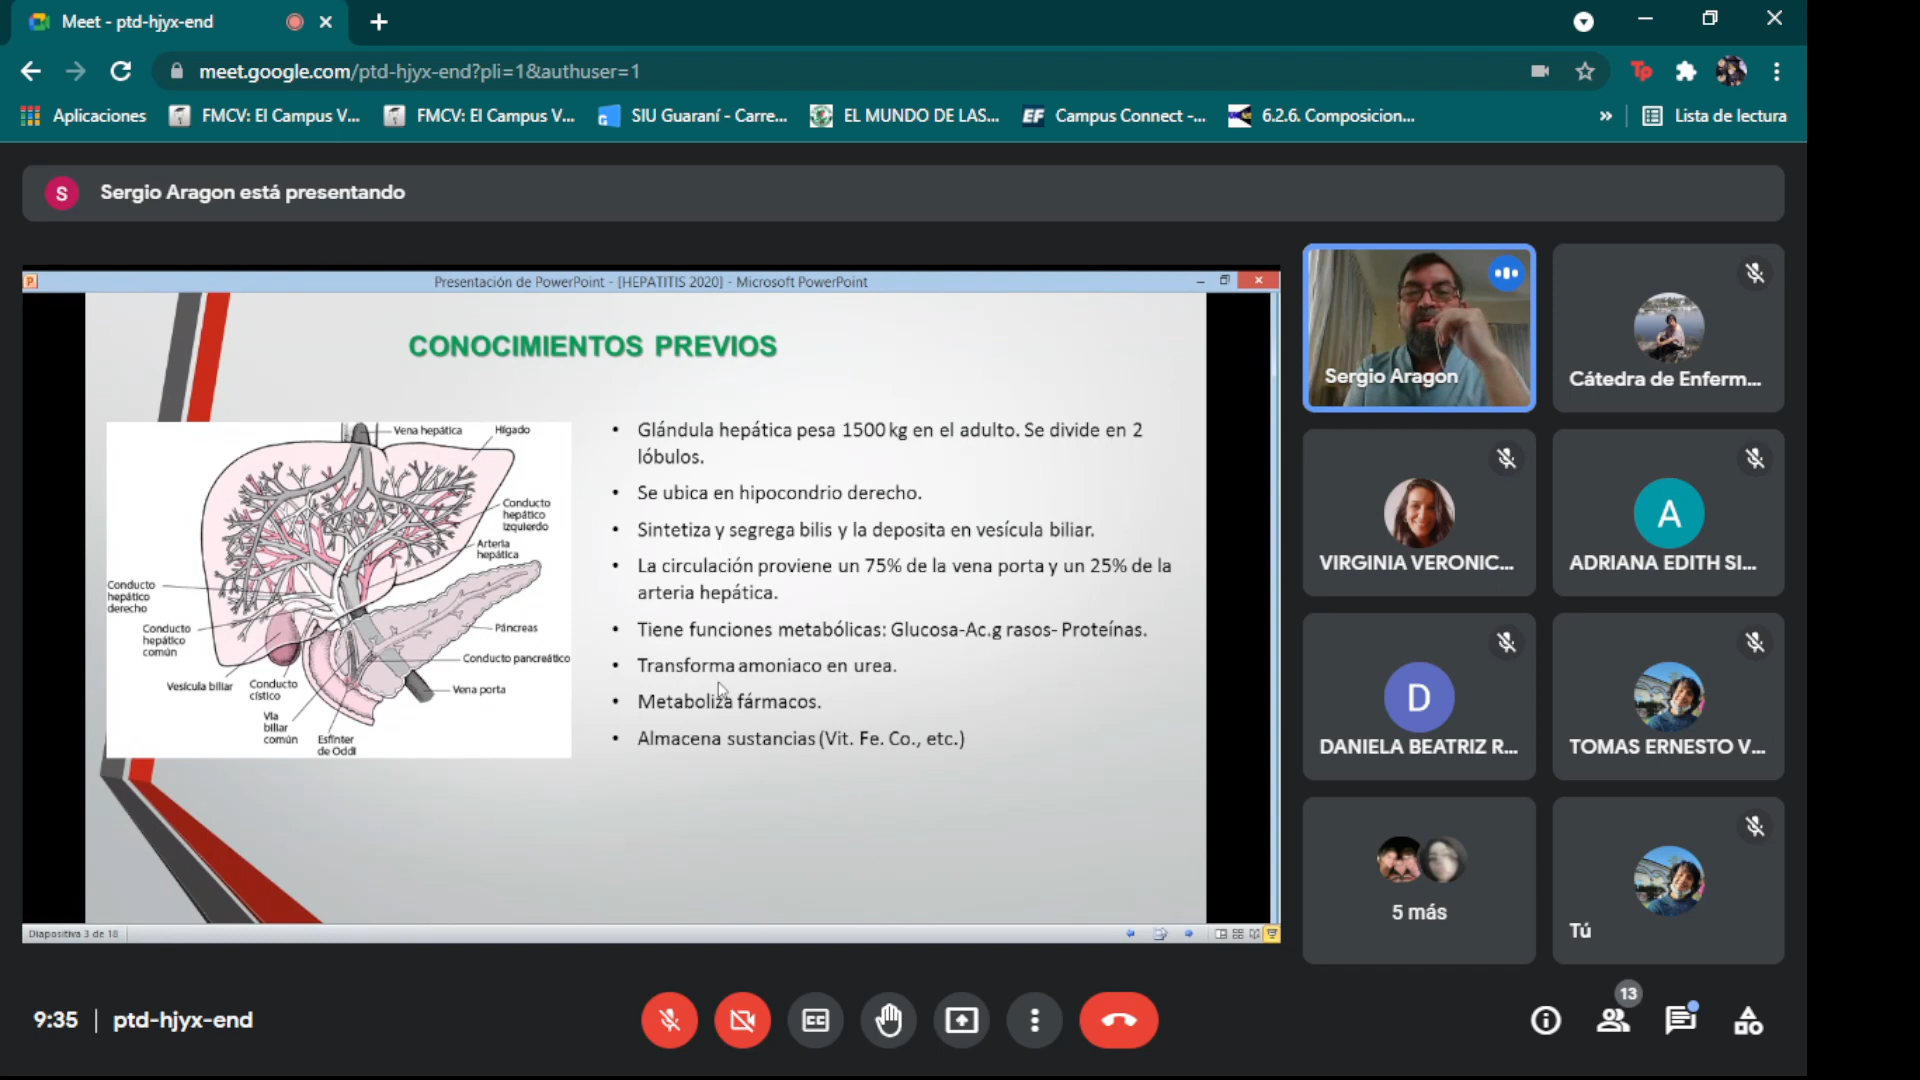 Meet - ptd-hjyx-end
meet.google.com/ptd-hjyx-end?pli=1&authuser=1
Tp
Aplicaciones
FMCV: El Campus V...
FMCV: El Campus V...
SIU Guaraní - Carre...
EL MUNDO DE LAS...
EF Campus Connect -...
6.2.6. Composicion...
»
Lista de lectura
S Sergio Aragon está presentando
Presentación de PowerPoint - [HEPATITIS 2020] - Microsoft PowerPoint
CONOCIMIENTOS PREVIOS
Vena hepática
Hígado
Conducto
hepático
izquierdo
Arteria
hepática
Conducto
hepático
derecho
Conducto
hepático
común
Páncreas
Conducto pancreático
Vesícula biliar
Conducto
cístico
Vena porta
Vía
biliar
común
Esfínter
de Oddi
• Glándula hepática pesa 1500 kg en el adulto. Se divide en 2
lóbulos.
• Se ubica en hipocondrio derecho.
• Sintetiza y segrega bilis y la deposita en vesícula biliar.
• La circulación proviene un 75% de la vena porta y un 25% de la
arteria hepática.
• Tiene funciones metabólicas: Glucosa-Ac.g rasos- Proteínas.
• Transforma amoniaco en urea.
• Metaboliza fármacos.
• Almacena sustancias (Vit. Fe. Co., etc.)
Diapositiva 3 de 18
Sergio Aragon
Cátedra de Enferm...
VIRGINIA VERONIC...
A
ADRIANA EDITH SI...
D
DANIELA BEATRIZ R...
TOMAS ERNESTO V...
5 más
Tú
9:35 | ptd-hjyx-end
CC
13